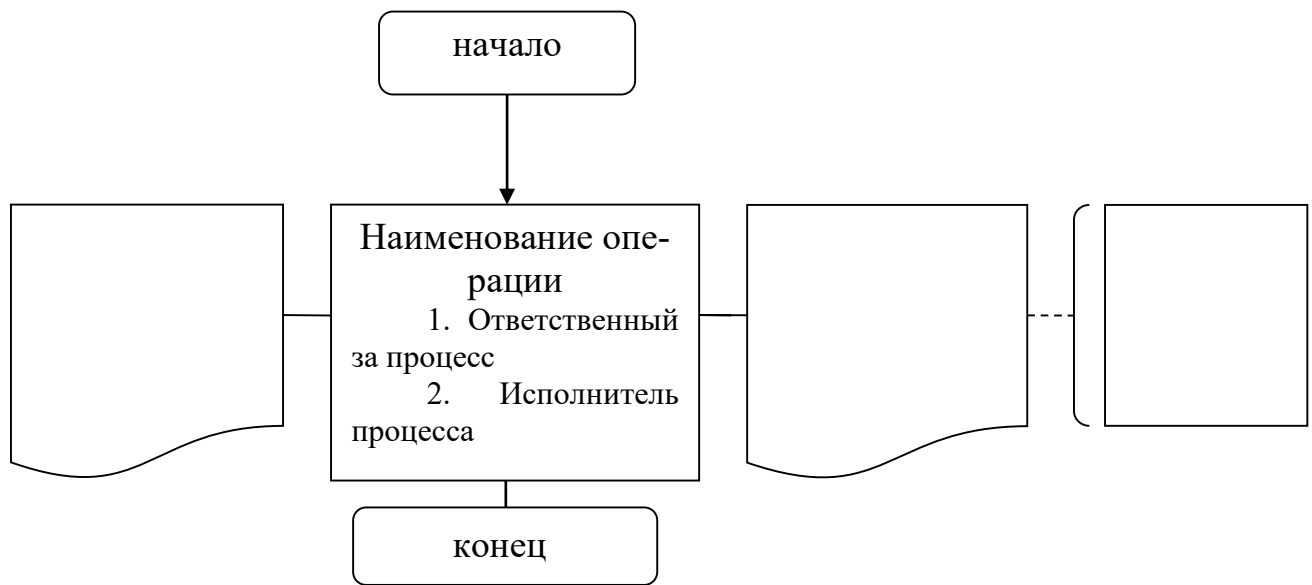 начало
Наименование опе-
рации
1. Ответственный
за процесс
2. Исполнитель
процесса
конец